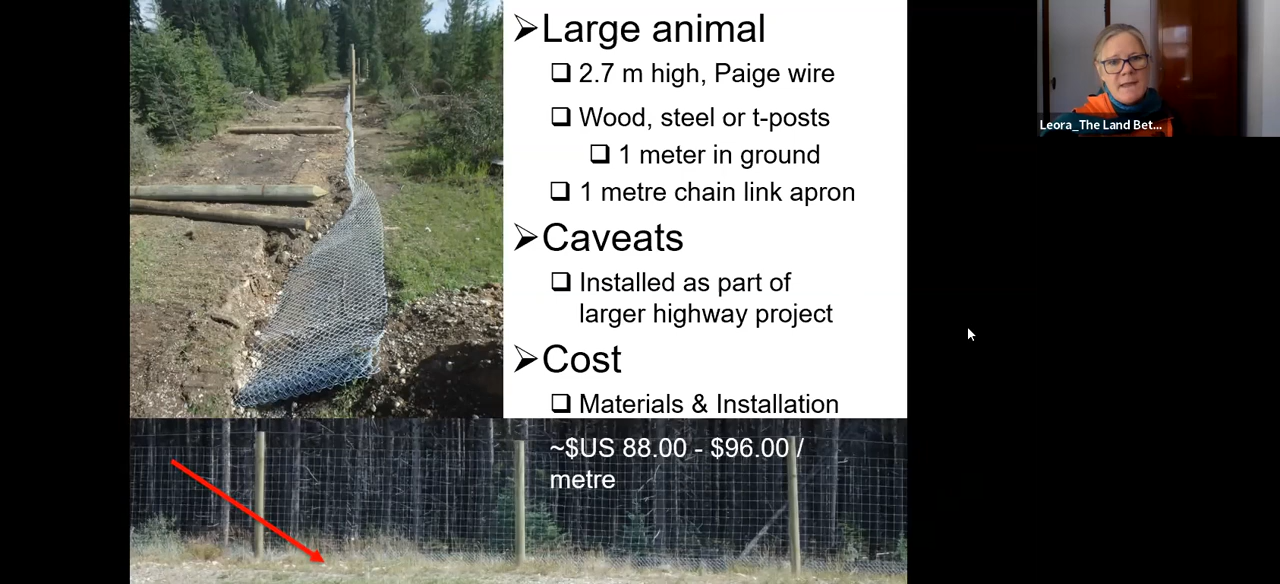 Large animal
2.7 m high, Paige wire
Wood, steel or t-posts
1 meter in ground
1 metre chain link apron
Caveats
Installed as part of
larger highway project
Cost
Materials & Installation
~$US 88.00 - $96.00 /
metre
Leora_The Land Bet...